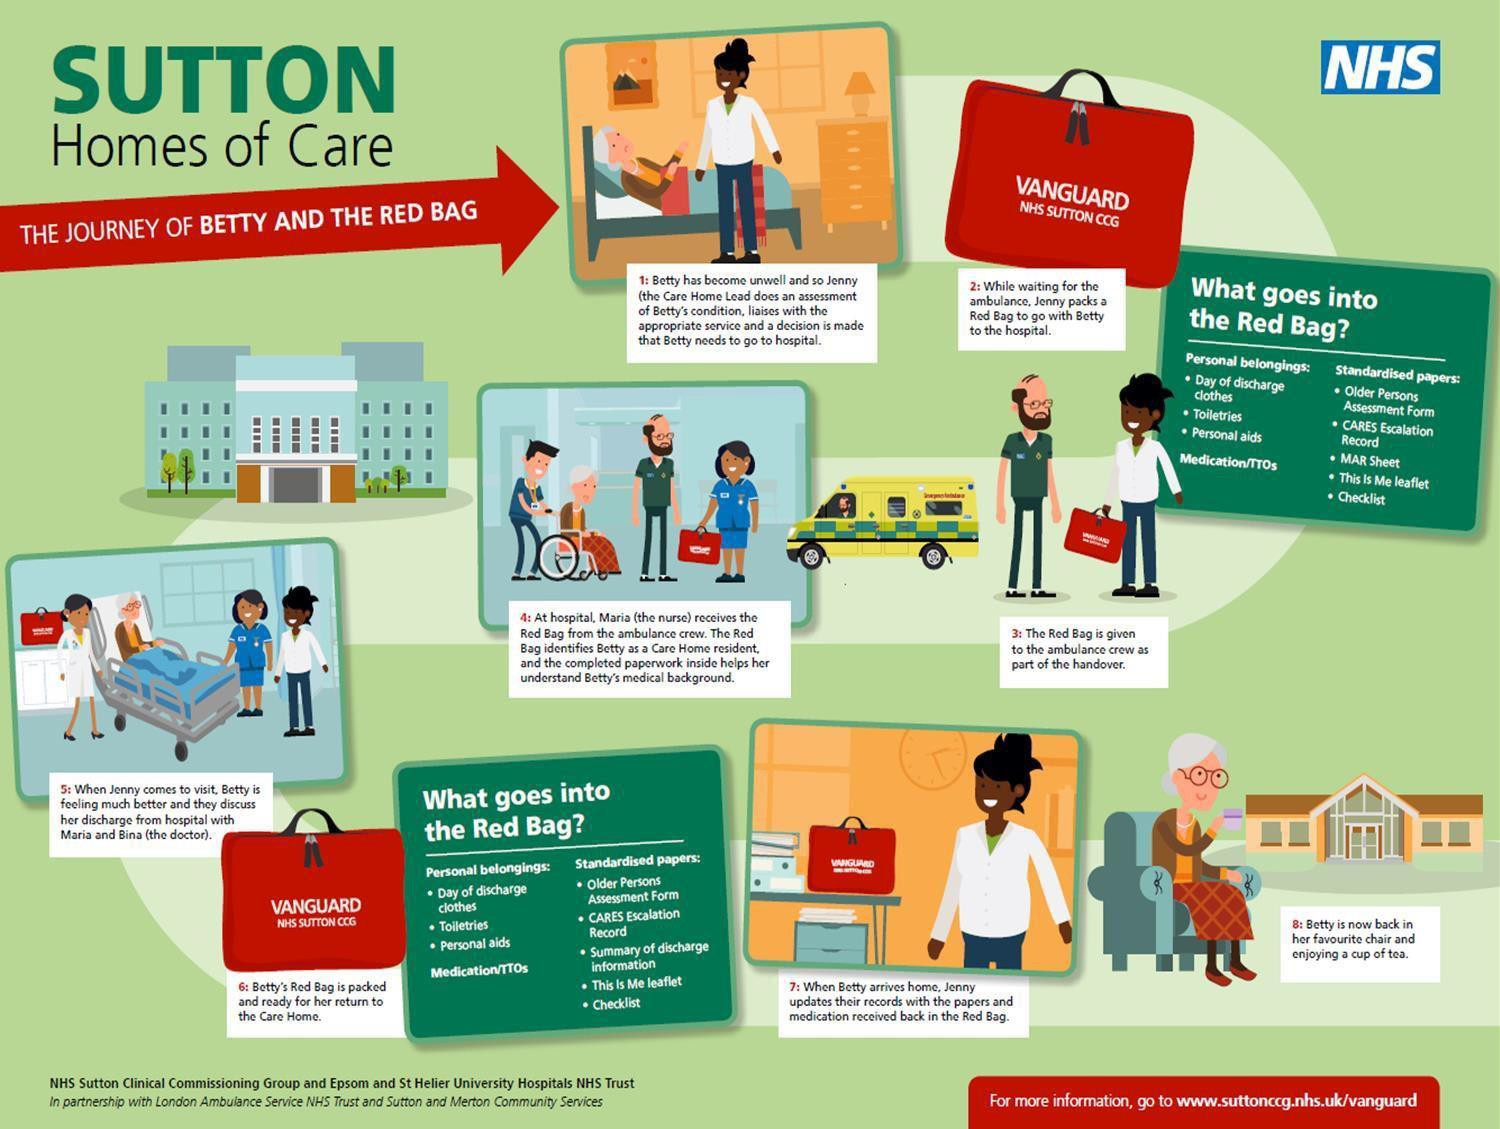 SUTTON
Homes of Care
THE JOURNEY OF BETTY AND THE RED BAG
NHS
1: Betty has become unwell and so Jenny
(the Care Home Lead does an assessment
of Betty's condition, liaises with the
appropriate service and a decision is made
that Betty needs to go to hospital.
VANGUARD
NHS SUTTON CCG
2: While waiting for the
ambulance, Jenny packs a
Red Bag to go with Betty
to the hospital.
What goes into
the Red Bag?
Personal belongings:
• Day of discharge
clothes
• Toiletries
• Personal aids
Medication/TTOs
Standardised papers:
• Older Persons
Assessment Form
• CARES Escalation
Record
• MAR Sheet
• This Is Me leaflet
• Checklist
Emergency Ambulance
VANGUARD
3: The Red Bag is given
to the ambulance crew as
part of the handover.
4: At hospital, Maria (the nurse) receives the
Red Bag from the ambulance crew. The Red
Bag identifies Betty as a Care Home resident,
and the completed paperwork inside helps her
understand Betty's medical background.
5: When Jenny comes to visit, Betty is
feeling much better and they discuss
her discharge from hospital with
Maria and Bina (the doctor).
VANGUARD
NHS SUTTON CCG
6: Betty's Red Bag is packed
and ready for her return to
the Care Home.
What goes into
the Red Bag?
Personal belongings:
• Day of discharge
clothes
• Toiletries
• Personal aids
Medication/TTOs
Standardised papers:
• Older Persons
Assessment Form
• CARES Escalation
Record
• Summary of discharge
information
• This Is Me leaflet
• Checklist
VANGUARD
NHS SUTTON CCG
7: When Betty arrives home, Jenny
updates their records with the papers and
medication received back in the Red Bag.
8: Betty is now back in
her favourite chair and
enjoying a cup of tea.
NHS Sutton Clinical Commissioning Group and Epsom and St Helier University Hospitals NHS Trust
In partnership with London Ambulance Service NHS Trust and Sutton and Merton Community Services
For more information, go to www.suttonccg.nhs.uk/vanguard